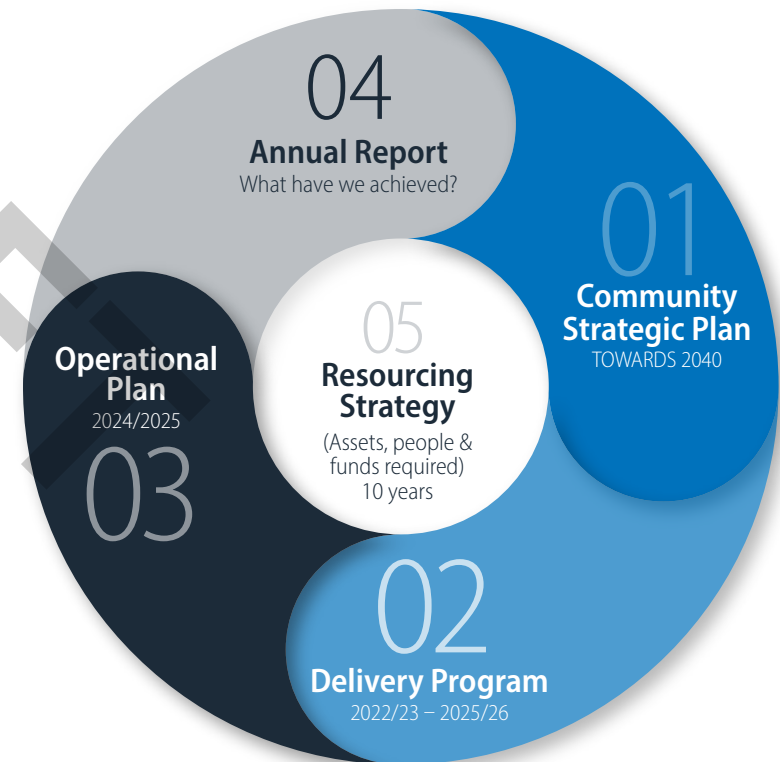 04
Annual Report
What have we achieved?
01
Community
Strategic Plan
TOWARDS 2040
05
Resourcing
Strategy
(Assets, people &
funds required)
10 years
Operational
Plan
2024/2025
03
02
Delivery Program
2022/23 – 2025/26